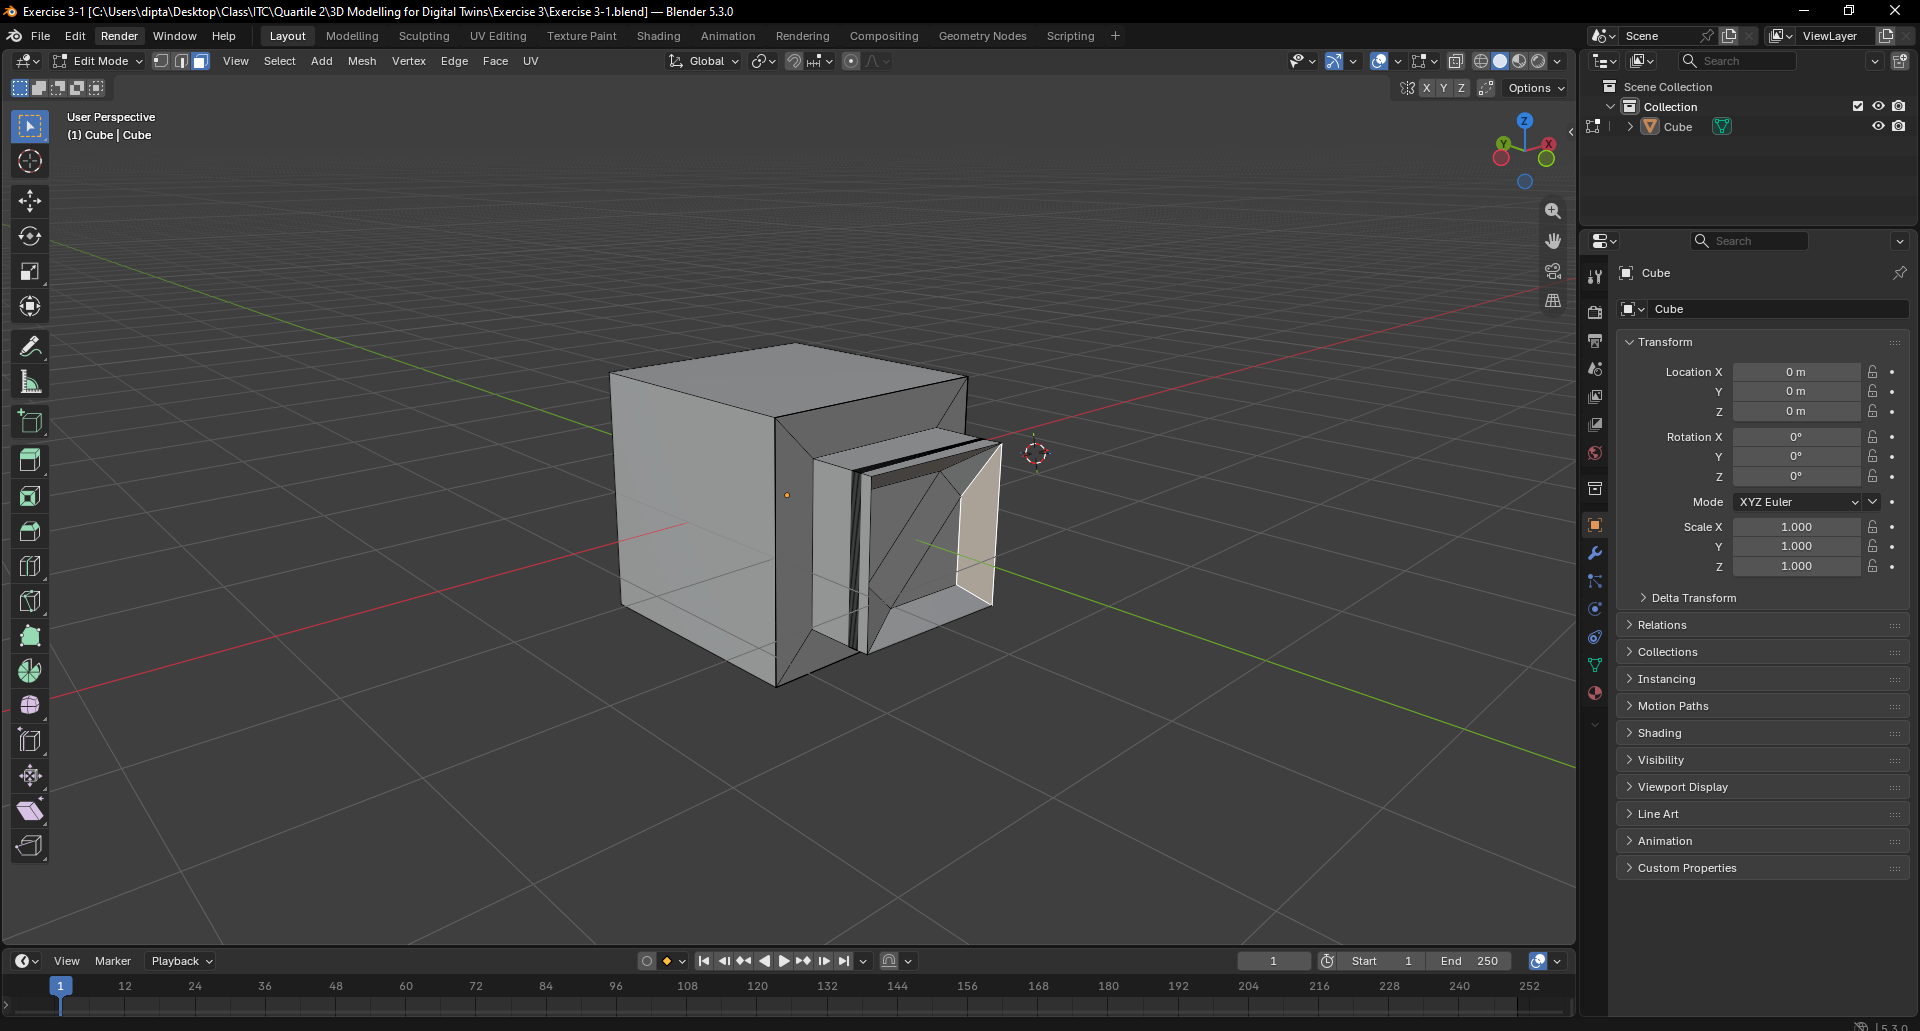 Exercise 3-1 [C:\Users\dipta\Desktop\Class\ITC\Quartile 2\3D Modelling for Digital Twins\Exercise 3\Exercise 3-1.blend] — Blender 5.3.0
File Edit Render Window Help Layout Modelling Sculpting UV Editing Texture Paint Shading Animation Rendering Compositing Geometry Nodes Scripting + Scene ViewLayer
Edit Mode View Select Add Mesh Vertex Edge Face UV Global Search
X Y Z Options
Scene Collection
Collection
Cube
User Perspective
(1) Cube | Cube
Z
Y X
Search
Cube
Cube
Transform
Location X 0 m
Y 0 m
Z 0 m
Rotation X 0°
Y 0°
Z 0°
Mode XYZ Euler
Scale X 1.000
Y 1.000
Z 1.000
Delta Transform
Relations
Collections
Instancing
Motion Paths
Shading
Visibility
Viewport Display
Line Art
Animation
Custom Properties
View Marker Playback 1 Start 1 End 250
1 12 24 36 48 60 72 84 96 108 120 132 144 156 168 180 192 204 216 228 240 252
5.3.0